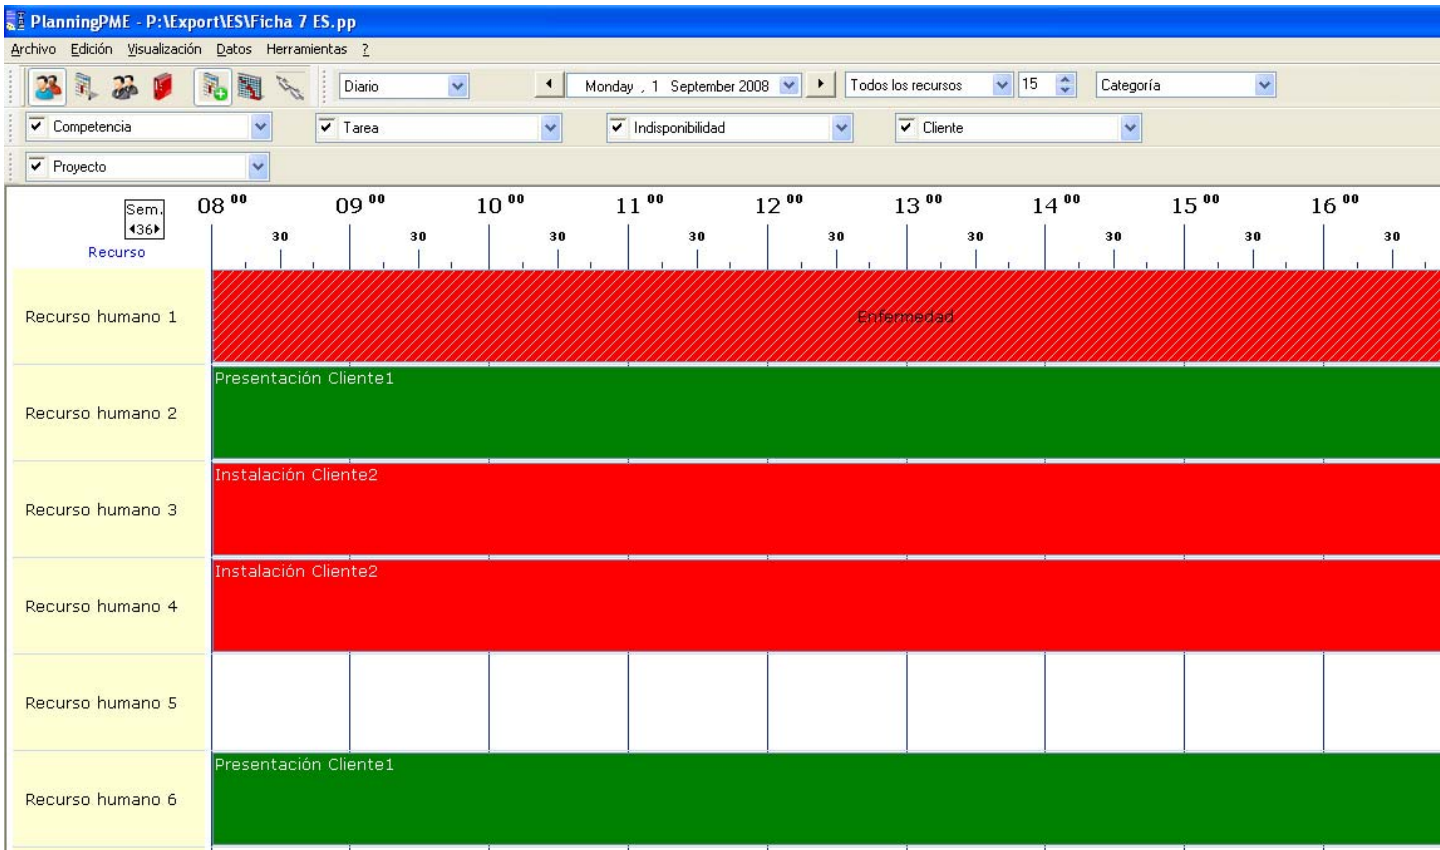 PlanningPME - P:\Export\ES\Ficha 7 ES.pp
Archivo Edición Visualización Datos Herramientas ?
Diario Monday , 1 September 2008 Todos los recursos 15 Categoría
Competencia Tarea Indisponibilidad Cliente
Proyecto
Sem. 08 00 09 00 10 00 11 00 12 00 13 00 14 00 15 00 16 00
36 30 30 30 30 30 30 30 30 30
Recurso
Recurso humano 1 Enfermedad
Presentación Cliente1
Recurso humano 2
Instalación Cliente2
Recurso humano 3
Instalación Cliente2
Recurso humano 4
Recurso humano 5
Presentación Cliente1
Recurso humano 6